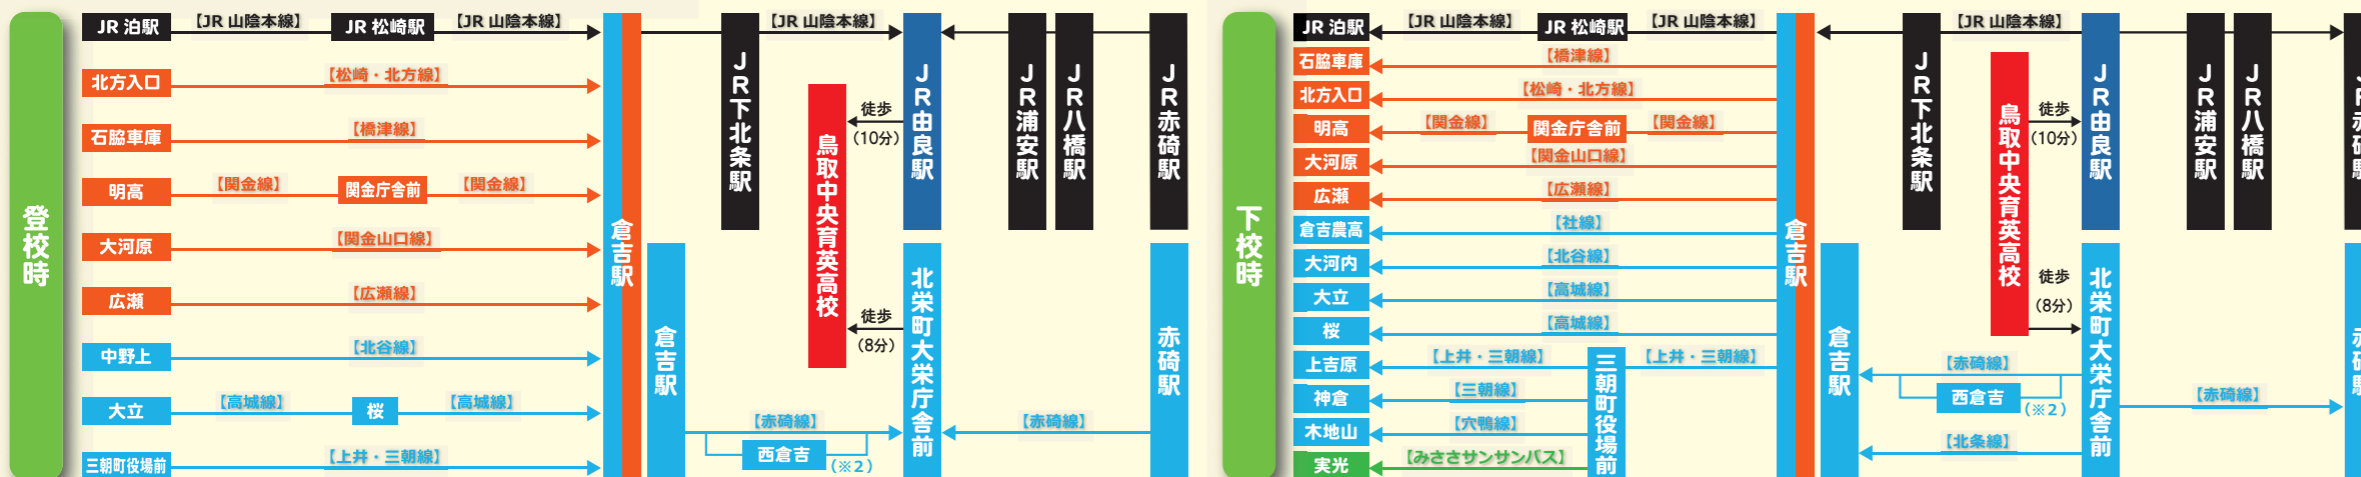 登校時
JR 泊駅
【JR 山陰本線】
JR 松崎駅
【JR 山陰本線】
北方入口
【松崎・北方線】
石脇車庫
【橋津線】
明高
【関金線】
関金庁舎前
【関金線】
大河原
【関金山口線】
広瀬
【広瀬線】
中野上
【北谷線】
大立
【高城線】
桜
【高城線】
三朝町役場前
【上井・三朝線】
倉吉駅
倉吉駅
JR下北条駅
【JR 山陰本線】
鳥取中央育英高校
徒歩
(10分)
徒歩
(8分)
JR由良駅
北栄町大栄庁舎前
【赤碕線】
西倉吉
(※2)
JR浦安駅
JR八橋駅
JR赤碕駅
【赤碕線】
赤碕駅
下校時
JR 泊駅
【JR 山陰本線】
JR 松崎駅
【JR 山陰本線】
石脇車庫
【橋津線】
北方入口
【松崎・北方線】
明高
【関金線】
関金庁舎前
【関金線】
大河原
【関金山口線】
広瀬
【広瀬線】
倉吉農高
【社線】
大河内
【北谷線】
大立
【高城線】
桜
【高城線】
上吉原
【上井・三朝線】
【上井・三朝線】
神倉
【三朝線】
木地山
【穴鴨線】
実光
【みささサンサンバス】
三朝町役場前
倉吉駅
倉吉駅
JR下北条駅
【JR 山陰本線】
鳥取中央育英高校
徒歩
(10分)
徒歩
(8分)
JR由良駅
北栄町大栄庁舎前
【赤碕線】
西倉吉
(※2)
【北条線】
JR浦安駅
JR八橋駅
JR赤碕駅
【赤碕線】
赤碕駅